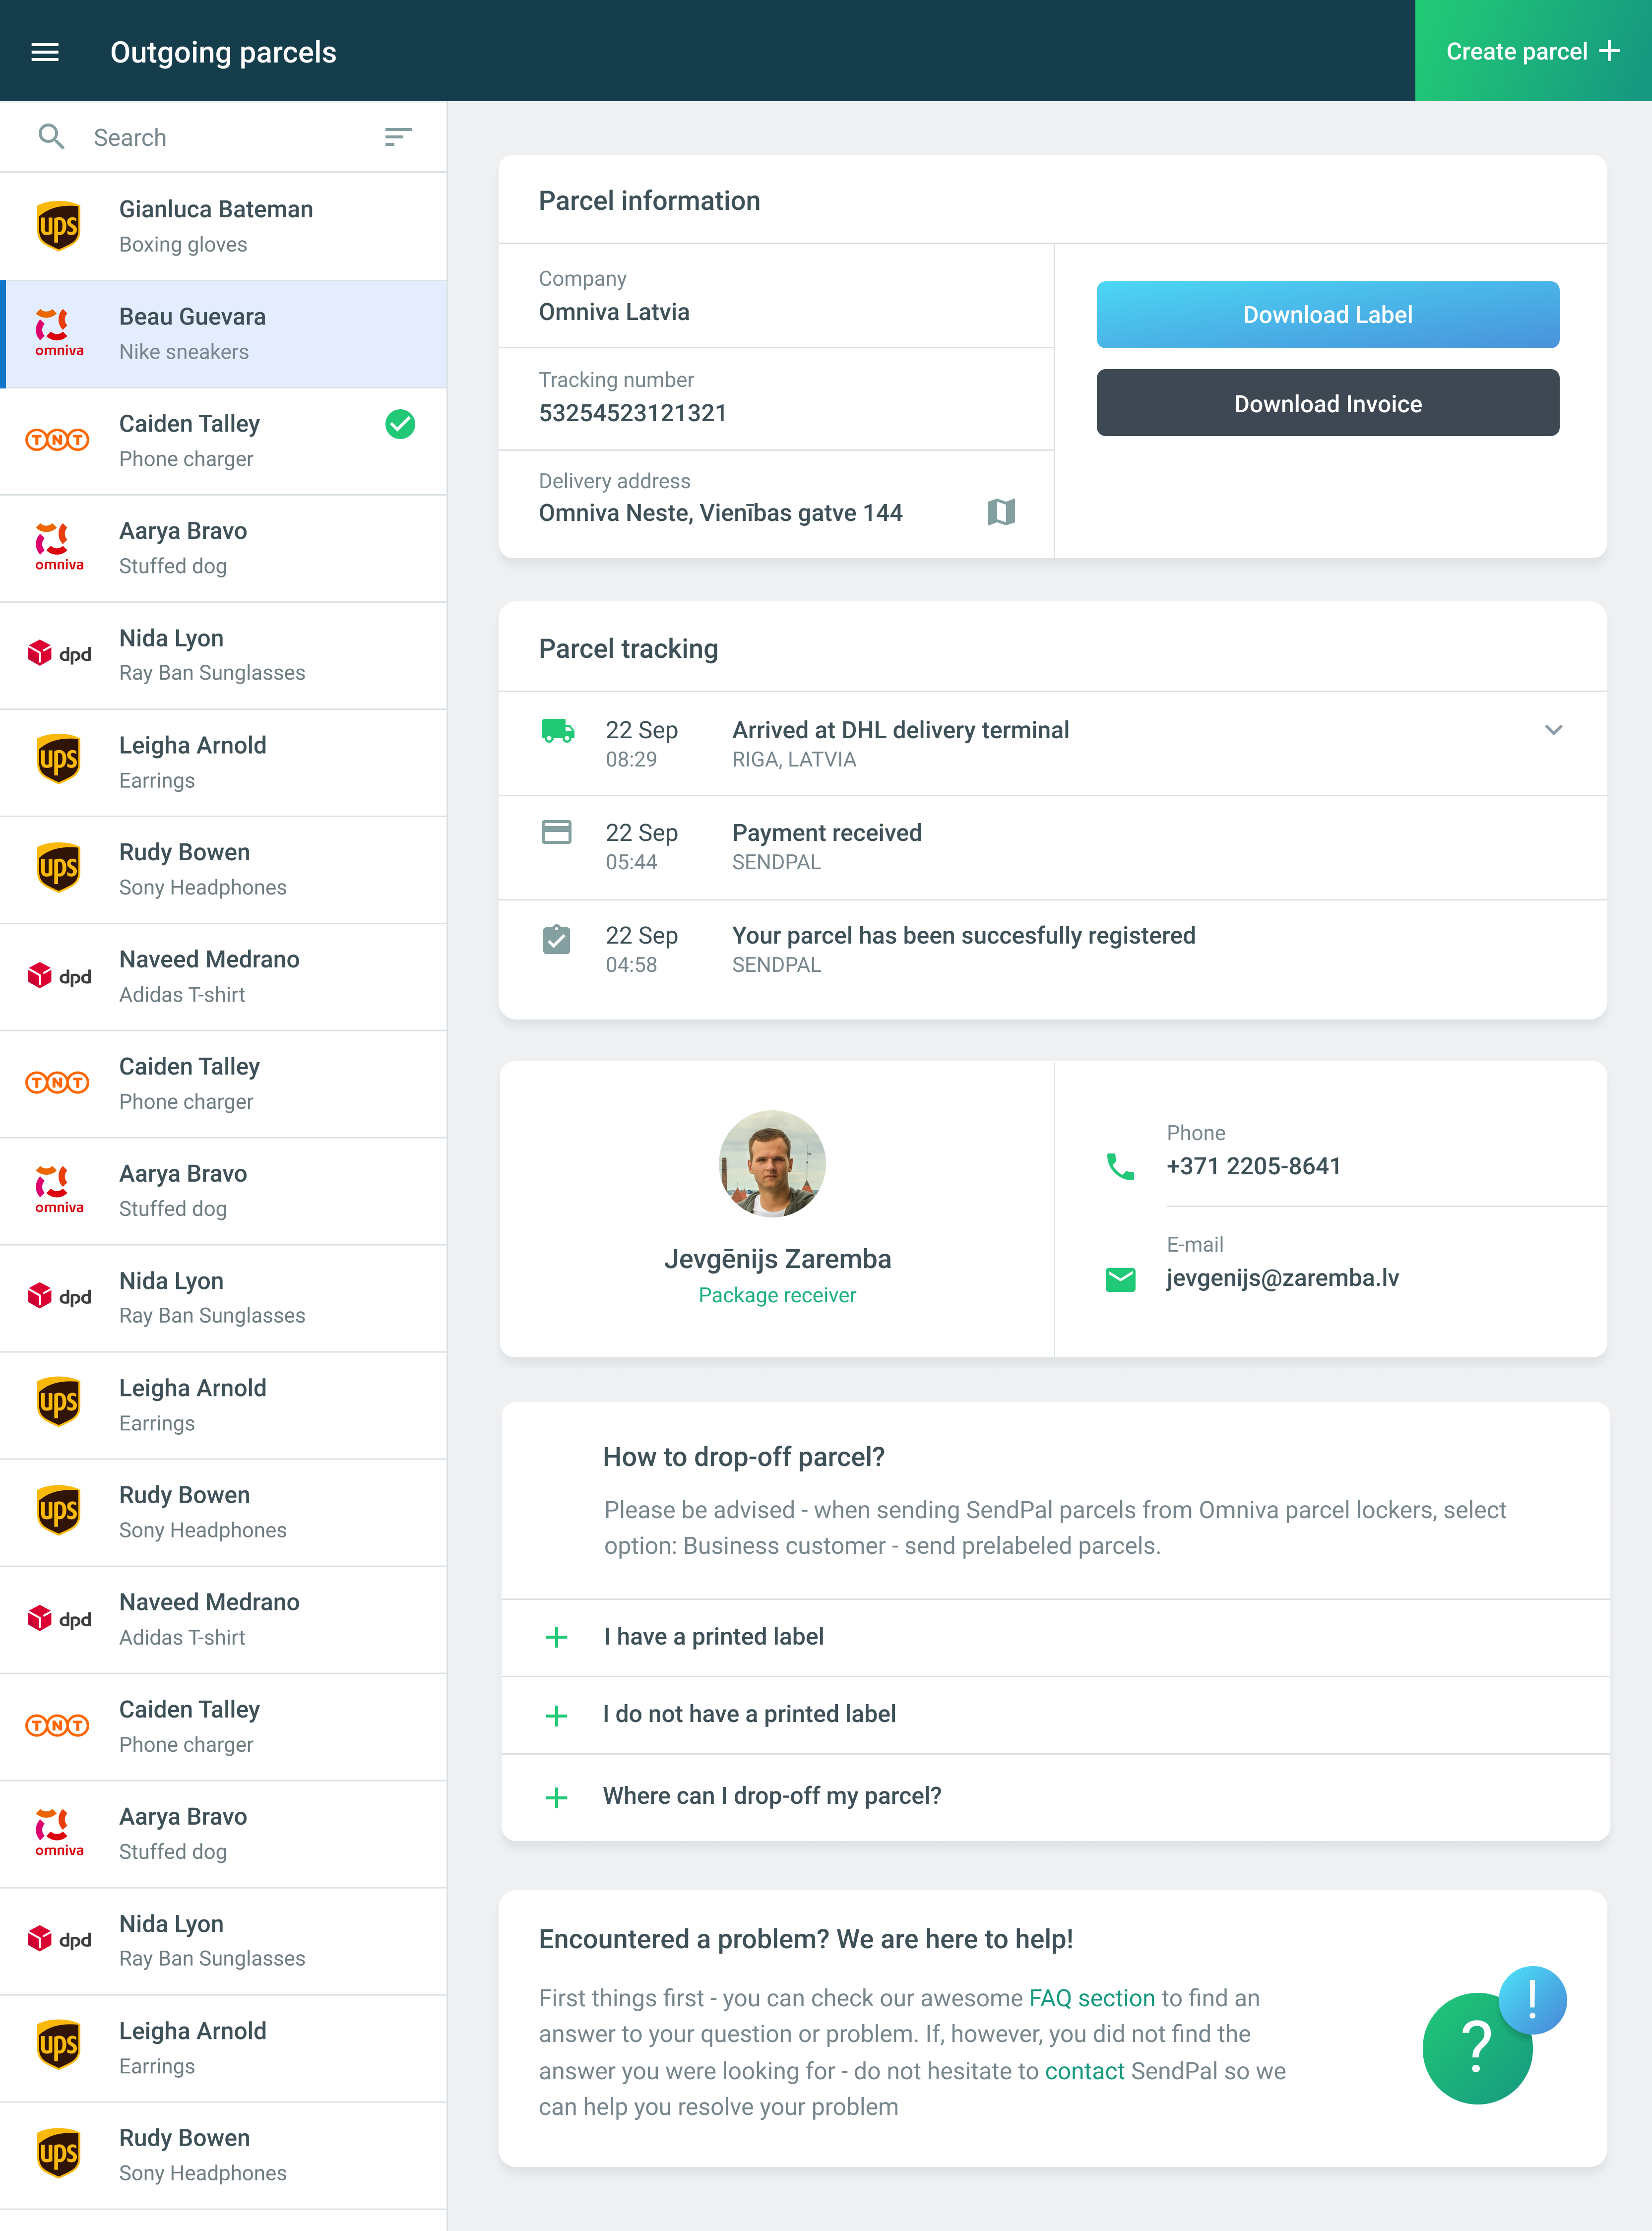 Outgoing parcels
Create parcel
Search
ups
Gianluca Bateman
Boxing gloves
omniva
Beau Guevara
Nike sneakers
TNT
Caiden Talley
Phone charger
omniva
Aarya Bravo
Stuffed dog
dpd
Nida Lyon
Ray Ban Sunglasses
ups
Leigha Arnold
Earrings
ups
Rudy Bowen
Sony Headphones
dpd
Naveed Medrano
Adidas T-shirt
TNT
Caiden Talley
Phone charger
omniva
Aarya Bravo
Stuffed dog
dpd
Nida Lyon
Ray Ban Sunglasses
ups
Leigha Arnold
Earrings
ups
Rudy Bowen
Sony Headphones
dpd
Naveed Medrano
Adidas T-shirt
TNT
Caiden Talley
Phone charger
omniva
Aarya Bravo
Stuffed dog
dpd
Nida Lyon
Ray Ban Sunglasses
ups
Leigha Arnold
Earrings
ups
Rudy Bowen
Sony Headphones
Parcel information
Company
Omniva Latvia
Tracking number
53254523121321
Delivery address
Omniva Neste, Vienības gatve 144
Download Label
Download Invoice
Parcel tracking
22 Sep
08:29
Arrived at DHL delivery terminal
RIGA, LATVIA
22 Sep
05:44
Payment received
SENDPAL
22 Sep
04:58
Your parcel has been succesfully registered
SENDPAL
Jevgēnijs Zaremba
Package receiver
Phone
+371 2205-8641
E-mail
jevgenijs@zaremba.lv
How to drop-off parcel?
Please be advised - when sending SendPal parcels from Omniva parcel lockers, select
option: Business customer - send prelabeled parcels.
I have a printed label
I do not have a printed label
Where can I drop-off my parcel?
Encountered a problem? We are here to help!
First things first - you can check our awesome FAQ section to find an
answer to your question or problem. If, however, you did not find the
answer you were looking for - do not hesitate to contact SendPal so we
can help you resolve your problem
?
!